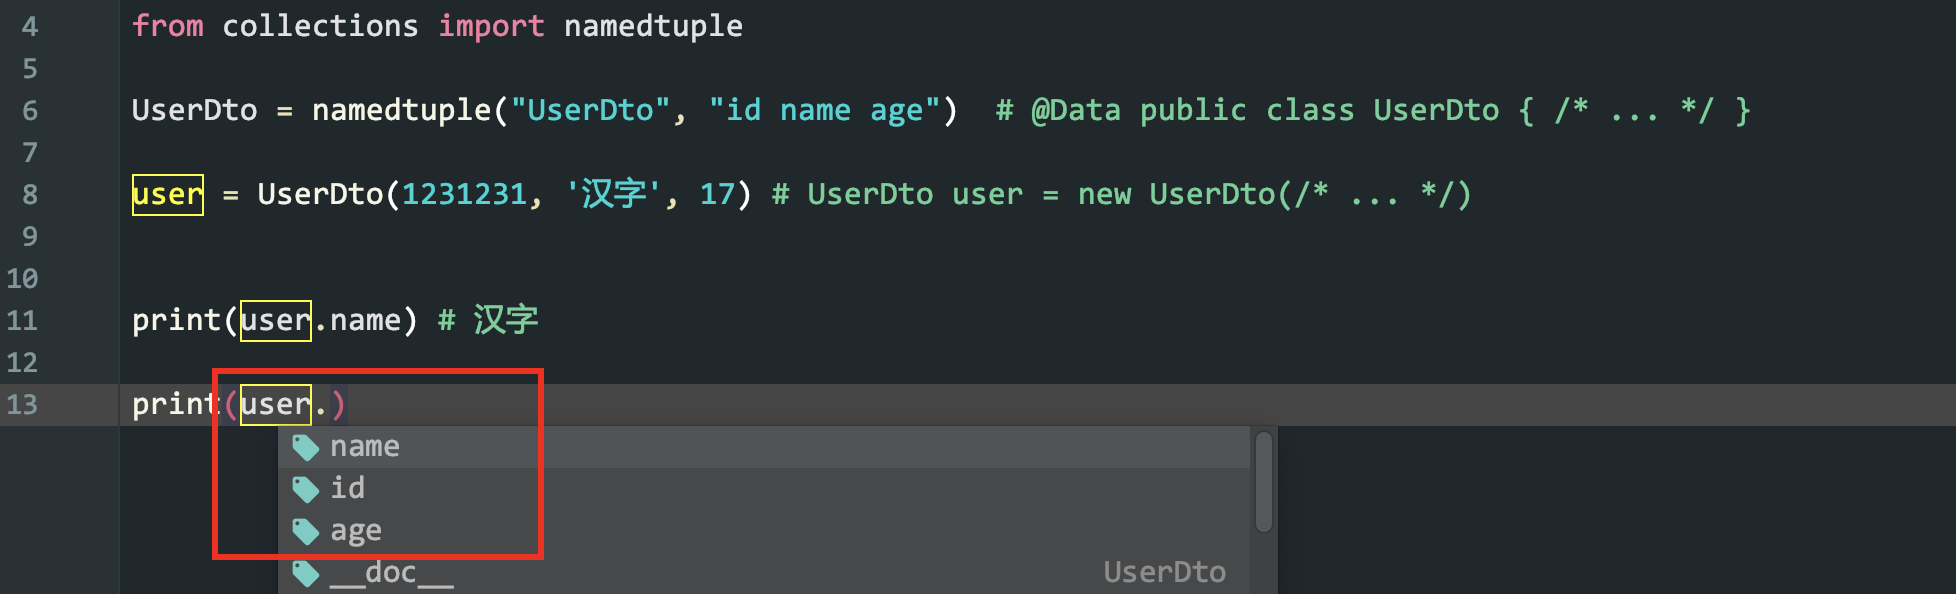 4 from collections import namedtuple
5
6 UserDto = namedtuple("UserDto", "id name age")  # @Data public class UserDto { /* ... */ }
7
8 user = UserDto(1231231, '汉字', 17) # UserDto user = new UserDto(/* ... */)
9
10
11 print(user.name) # 汉字
12
13 print(user.)
name
id
age
__doc__ UserDto